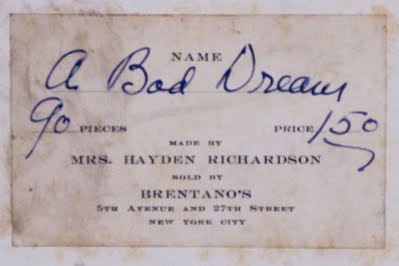 NAME
A Bad Dream
90 PIECES PRICE 1 50
MADE BY
MRS. HAYDEN RICHARDSON
SOLD BY
BRENTANO'S
5TH AVENUE AND 27TH STREET
NEW YORK CITY